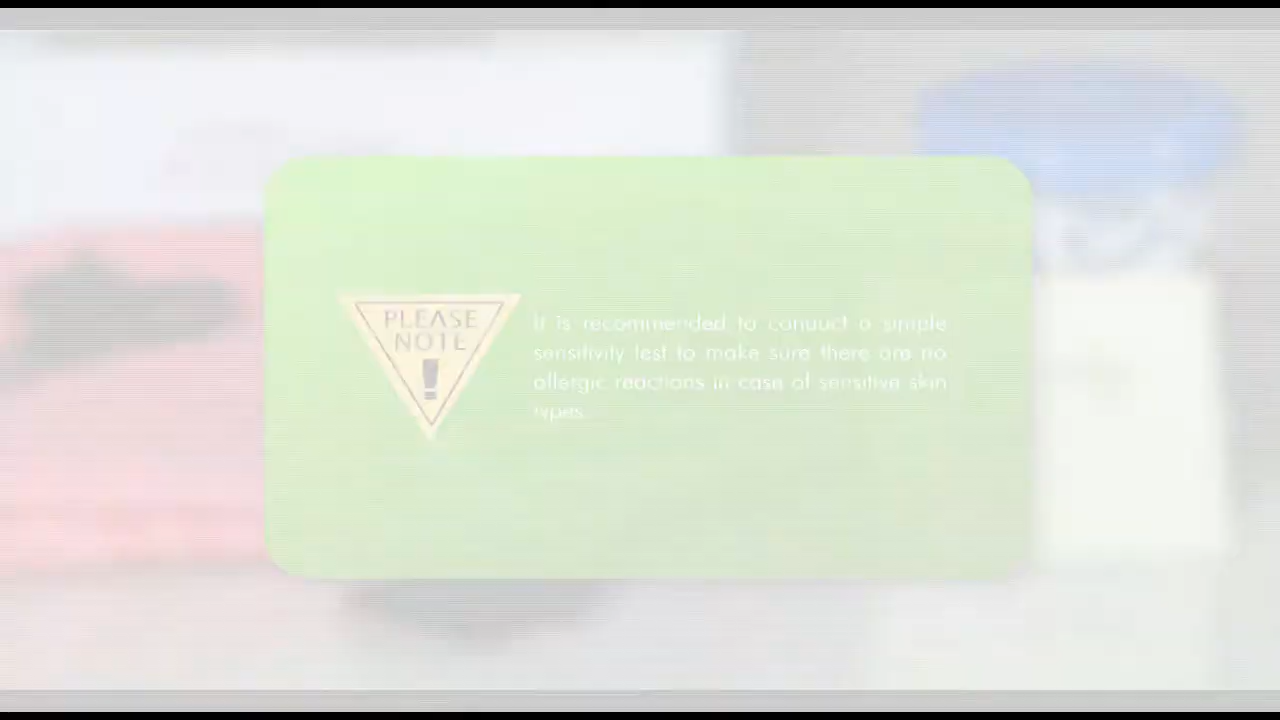 PLEASE
NOTE
!
It is recommended to conduct a simple
sensitivity test to make sure there are no
allergic reactions in case of sensitive skin
types.